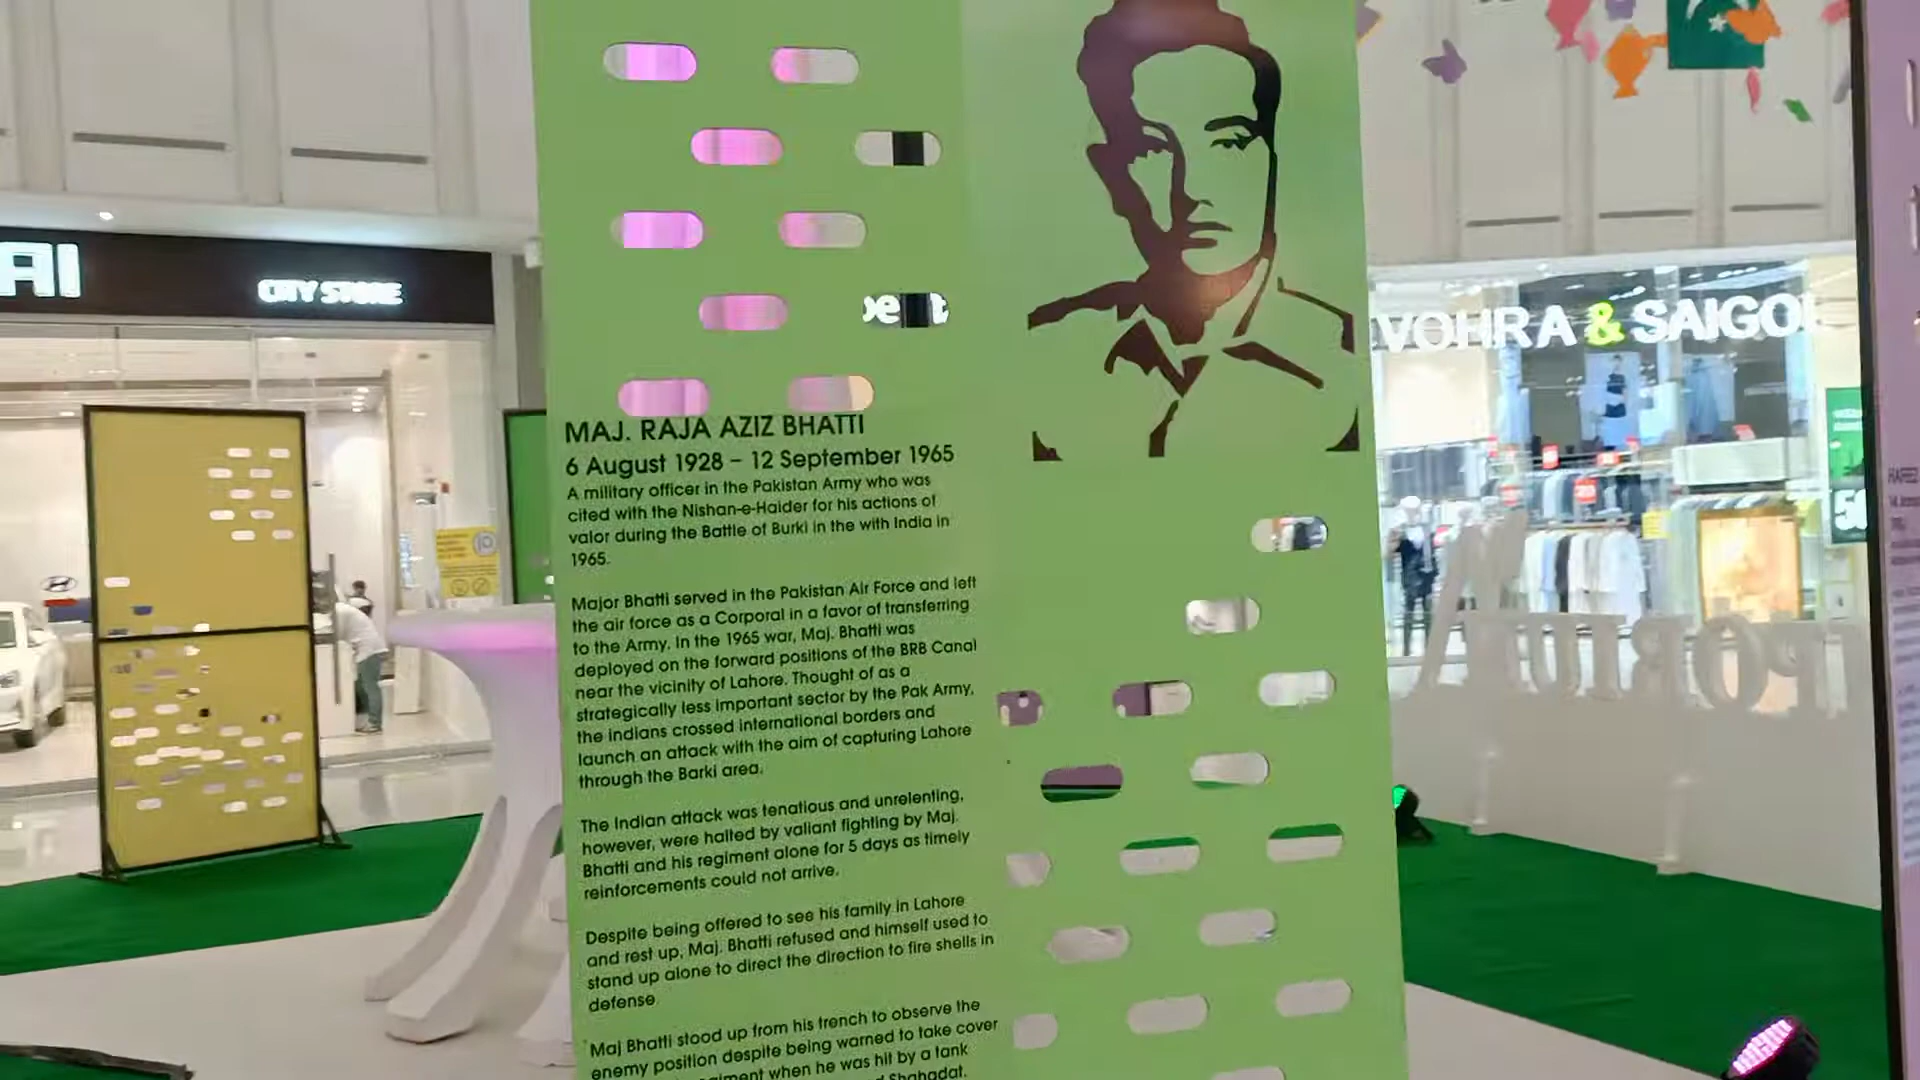 AI
CITY STORE
MAJ. RAJA AZIZ BHATTI
6 August 1928 – 12 September 1965
A military officer in the Pakistan Army who was
cited with the Nishan-e-Haider for his actions of
valor during the Battle of Burki in the with India in
1965.
Major Bhatti served in the Pakistan Air Force and left
the air force as a Corporal in a favor of transferring
to the Army. In the 1965 war, Maj. Bhatti was
deployed on the forward positions of the BRB Canal
near the vicinity of Lahore. Thought of as a
strategically less important sector by the Pak Army,
the indians crossed international borders and
launch an attack with the aim of capturing Lahore
through the Barki area.
The Indian attack was tenatious and unrelenting,
however, were halted by valiant fighting by Maj.
Bhatti and his regiment alone for 5 days as timely
reinforcements could not arrive.
Despite being offered to see his family in Lahore
and rest up, Maj. Bhatti refused and himself used to
stand up alone to direct the direction to fire shells in
defense.
Maj Bhatti stood up from his trench to observe the
enemy position despite being warned to take cover
when he was hit by a tank
Shahadat.
VOHRA & SAIGOL
50